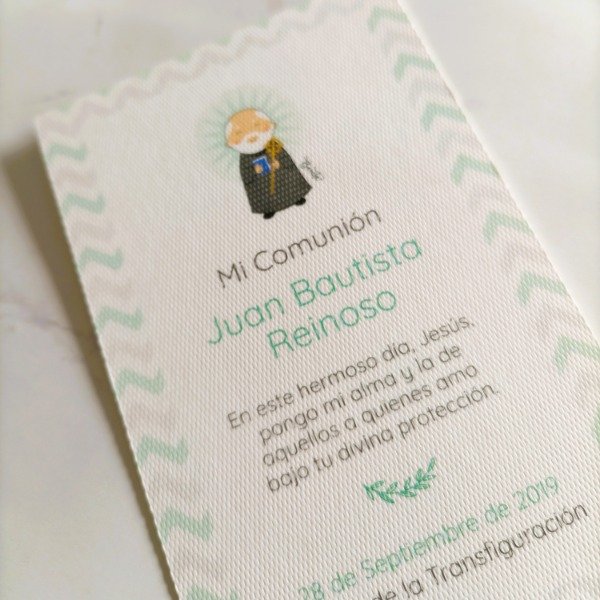 Mi Comunión
Juan Bautista
Reinoso
En este hermoso día, Jesús,
pongo mi alma y la de
aquellos a quienes amo
bajo tu divina protección.
28 de Septiembre de 2019
de la Transfiguración